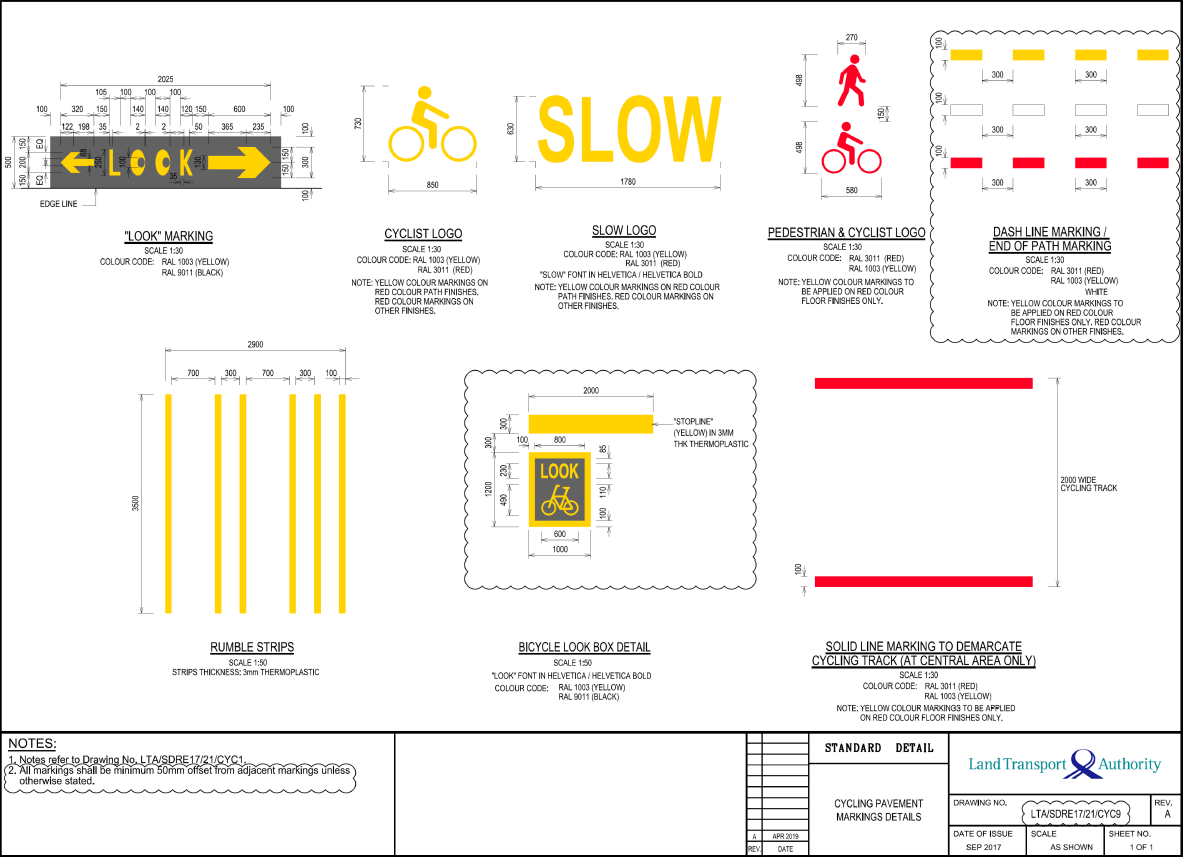 2025
105 100 100 100
100 320 150 140 140 120 150 600 100
122 198 35 2 2 50 365 235 100
500 150 200 150 EQ EQ 68 250 100 35 130 150 300 150 100
LOOK
EDGE LINE
"LOOK" MARKING
SCALE 1:30
COLOUR CODE: RAL 1003 (YELLOW)
RAL 9011 (BLACK)
730
850
CYCLIST LOGO
SCALE 1:30
COLOUR CODE: RAL 1003 (YELLOW)
RAL 3011 (RED)
NOTE: YELLOW COLOUR MARKINGS ON
RED COLOUR PATH FINISHES.
RED COLOUR MARKINGS ON
OTHER FINISHES.
630
SLOW
1780
SLOW LOGO
SCALE 1:30
COLOUR CODE: RAL 1003 (YELLOW)
RAL 3011 (RED)
"SLOW" FONT IN HELVETICA / HELVETICA BOLD
NOTE: YELLOW COLOUR MARKINGS ON RED COLOUR
PATH FINISHES. RED COLOUR MARKINGS ON
OTHER FINISHES.
270
498
150
498
580
PEDESTRIAN & CYCLIST LOGO
SCALE 1:30
COLOUR CODE: RAL 3011 (RED)
RAL 1003 (YELLOW)
NOTE: YELLOW COLOUR MARKINGS TO
BE APPLIED ON RED COLOUR
FLOOR FINISHES ONLY.
100
300 300
100
300 300
100
300 300
DASH LINE MARKING /
END OF PATH MARKING
SCALE 1:30
COLOUR CODE: RAL 3011 (RED)
RAL 1003 (YELLOW)
WHITE
NOTE: YELLOW COLOUR MARKINGS TO
BE APPLIED ON RED COLOUR
FLOOR FINISHES ONLY. RED COLOUR
MARKINGS ON OTHER FINISHES.
2900
700 300 700 300 100
3500
RUMBLE STRIPS
SCALE 1:50
STRIPS THICKNESS: 3mm THERMOPLASTIC
2000
300
"STOPLINE"
(YELLOW) IN 3MM
THK THERMOPLASTIC
300
100 800
85
1200
230
490
110
100
LOOK
600
1000
BICYCLE LOOK BOX DETAIL
SCALE 1:50
"LOOK" FONT IN HELVETICA / HELVETICA BOLD
COLOUR CODE: RAL 1003 (YELLOW)
RAL 9011 (BLACK)
2000 WIDE
CYCLING TRACK
100
SOLID LINE MARKING TO DEMARCATE
CYCLING TRACK (AT CENTRAL AREA ONLY)
SCALE 1:30
COLOUR CODE: RAL 3011 (RED)
RAL 1003 (YELLOW)
NOTE: YELLOW COLOUR MARKINGS TO BE APPLIED
ON RED COLOUR FLOOR FINISHES ONLY.
NOTES:
1. Notes refer to Drawing No. LTA/SDRE17/21/CYC1.
2. All markings shall be minimum 50mm offset from adjacent markings unless
otherwise stated.
A APR 2019
REV. DATE
STANDARD DETAIL
CYCLING PAVEMENT
MARKINGS DETAILS
Land Transport Authority
DRAWING NO.
LTA/SDRE17/21/CYC9
REV.
A
DATE OF ISSUE
SEP 2017
SCALE
AS SHOWN
SHEET NO.
1 OF 1